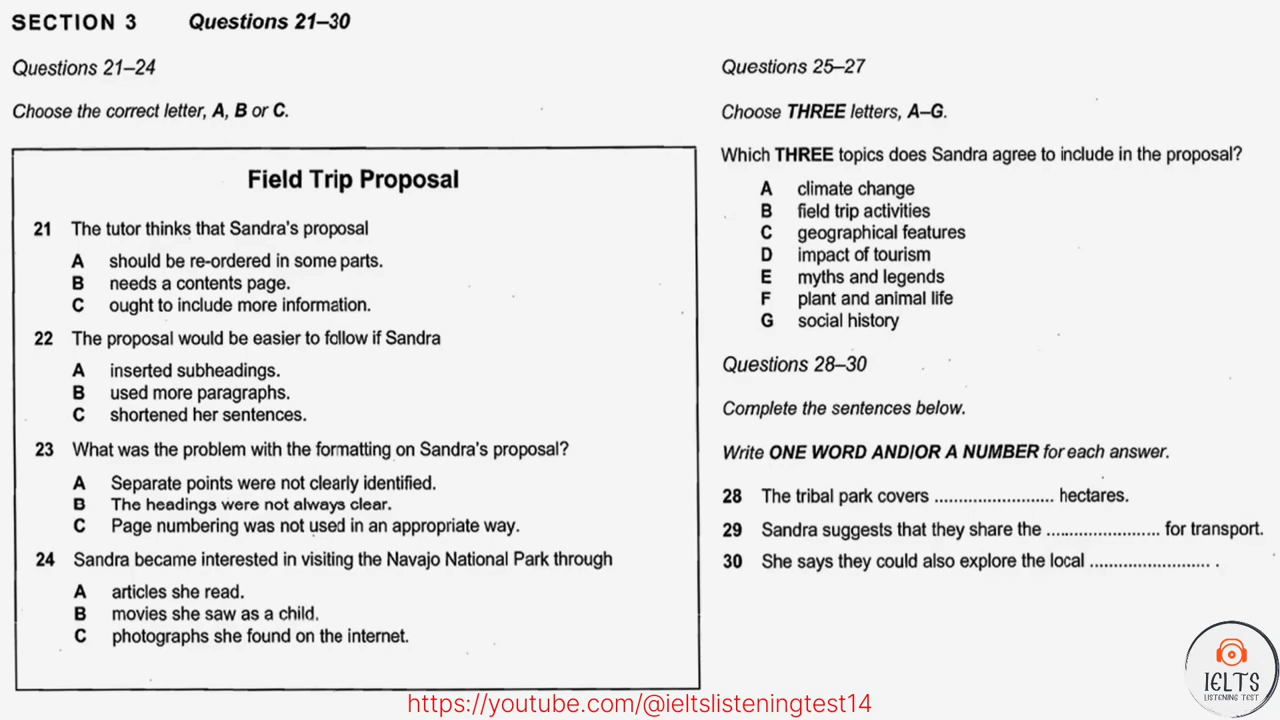 SECTION 3 Questions 21–30
Questions 21–24
Choose the correct letter, A, B or C.
Field Trip Proposal
21 The tutor thinks that Sandra's proposal
A should be re-ordered in some parts.
B needs a contents page.
C ought to include more information.
22 The proposal would be easier to follow if Sandra
A inserted subheadings.
B used more paragraphs.
C shortened her sentences.
23 What was the problem with the formatting on Sandra's proposal?
A Separate points were not clearly identified.
B The headings were not always clear.
C Page numbering was not used in an appropriate way.
24 Sandra became interested in visiting the Navajo National Park through
A articles she read.
B movies she saw as a child.
C photographs she found on the internet.
Questions 25–27
Choose THREE letters, A–G.
Which THREE topics does Sandra agree to include in the proposal?
A climate change
B field trip activities
C geographical features
D impact of tourism
E myths and legends
F plant and animal life
G social history
Questions 28–30
Complete the sentences below.
Write ONE WORD AND/OR A NUMBER for each answer.
28 The tribal park covers ......................... hectares.
29 Sandra suggests that they share the ........................ for transport.
30 She says they could also explore the local ......................... .
https://youtube.com/@ieltslisteningtest14
IELTS
LISTENING TEST